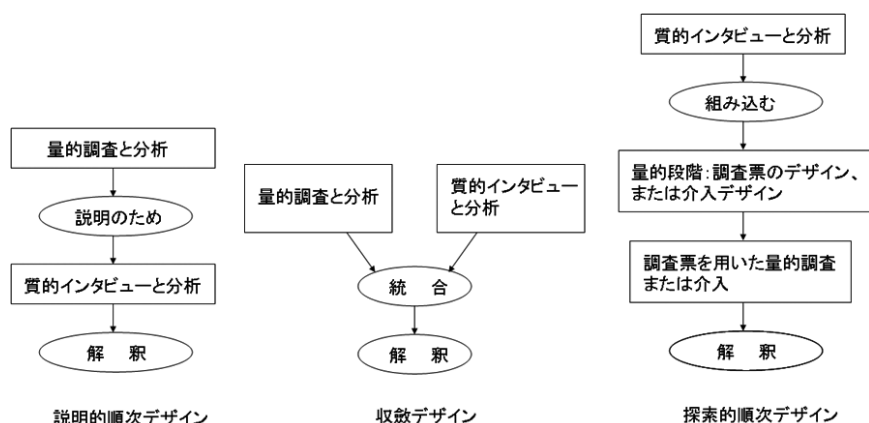 量的調査と分析
説明のため
質的インタビューと分析
解　釈
説明的順次デザイン
量的調査と分析
質的インタビュー
と分析
統　合
解　釈
収斂デザイン
質的インタビューと分析
組み込む
量的段階：調査票のデザイン、
または介入デザイン
調査票を用いた量的調査
または介入
解　釈
探索的順次デザイン